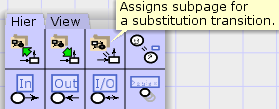 Hier View
Assigns subpage for
a substitution transition.
In Out I/O